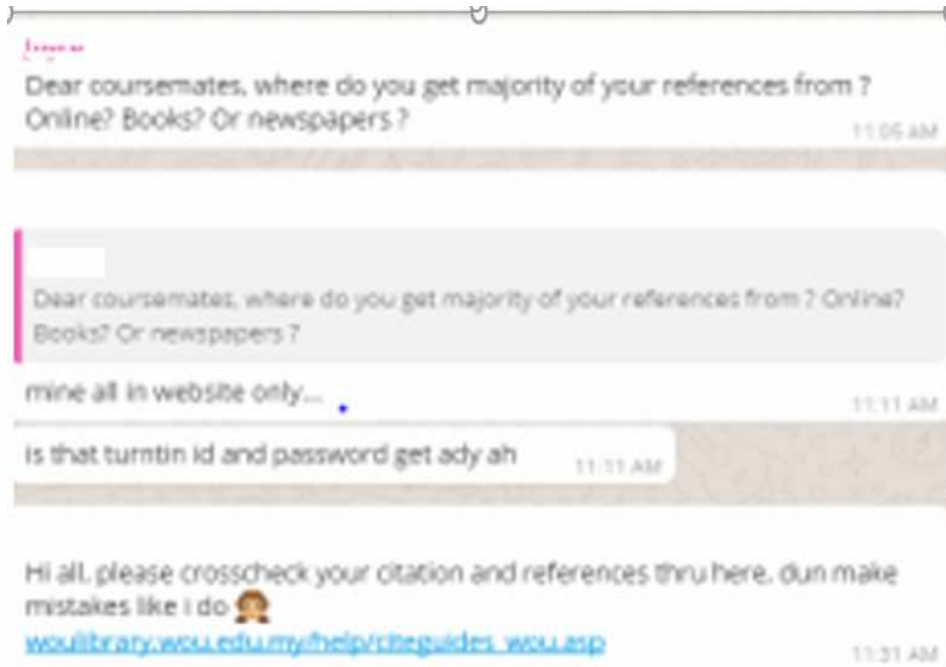 Dear coursemates, where do you get majority of your references from ?
Online? Books? Or newspapers ?
11:05 AM
Dear coursemates, where do you get majority of your references from ? Online?
Books? Or newspapers ?
mine all in website only...
11:11 AM
is that turntin id and password get ady ah
11:11 AM
Hi all, please crosscheck your citation and references thru here, dun make
mistakes like i do
woulibrary.wou.edu.my/help/citeguides_wou.asp
11:31 AM